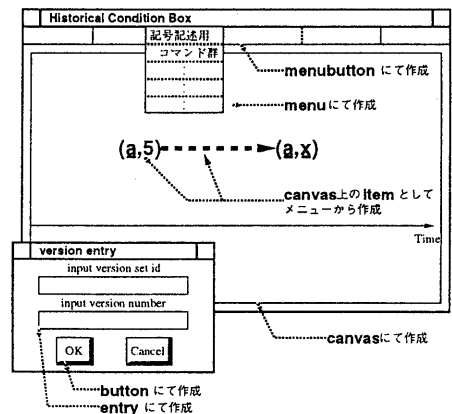 Historical Condition Box
記号記述用
コマンド群
menubutton にて作成
menuにて作成
(a,5) (a,x)
canvas上のItem として
メニューから作成
Time
version entry
input version set id
input version number
OK Cancel
canvasにて作成
button にて作成
entry にて作成